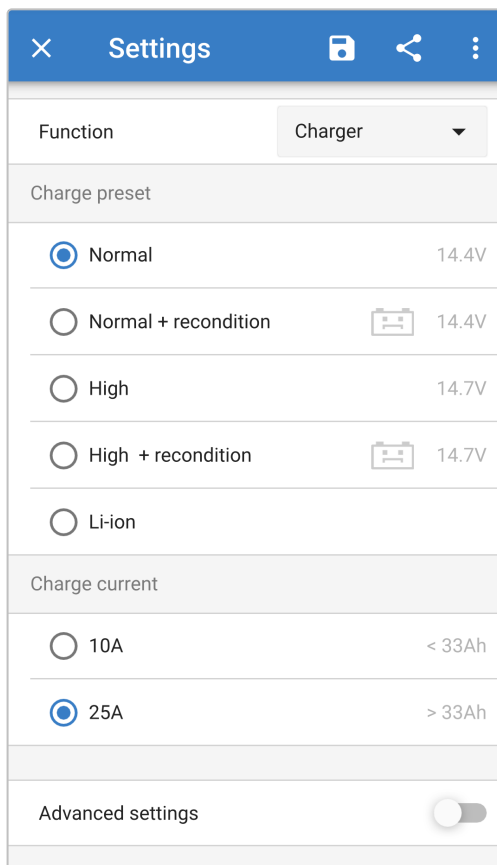 Settings
Function Charger
Charge preset
Normal 14.4V
Normal + recondition 14.4V
High 14.7V
High + recondition 14.7V
Li-ion
Charge current
10A < 33Ah
25A > 33Ah
Advanced settings